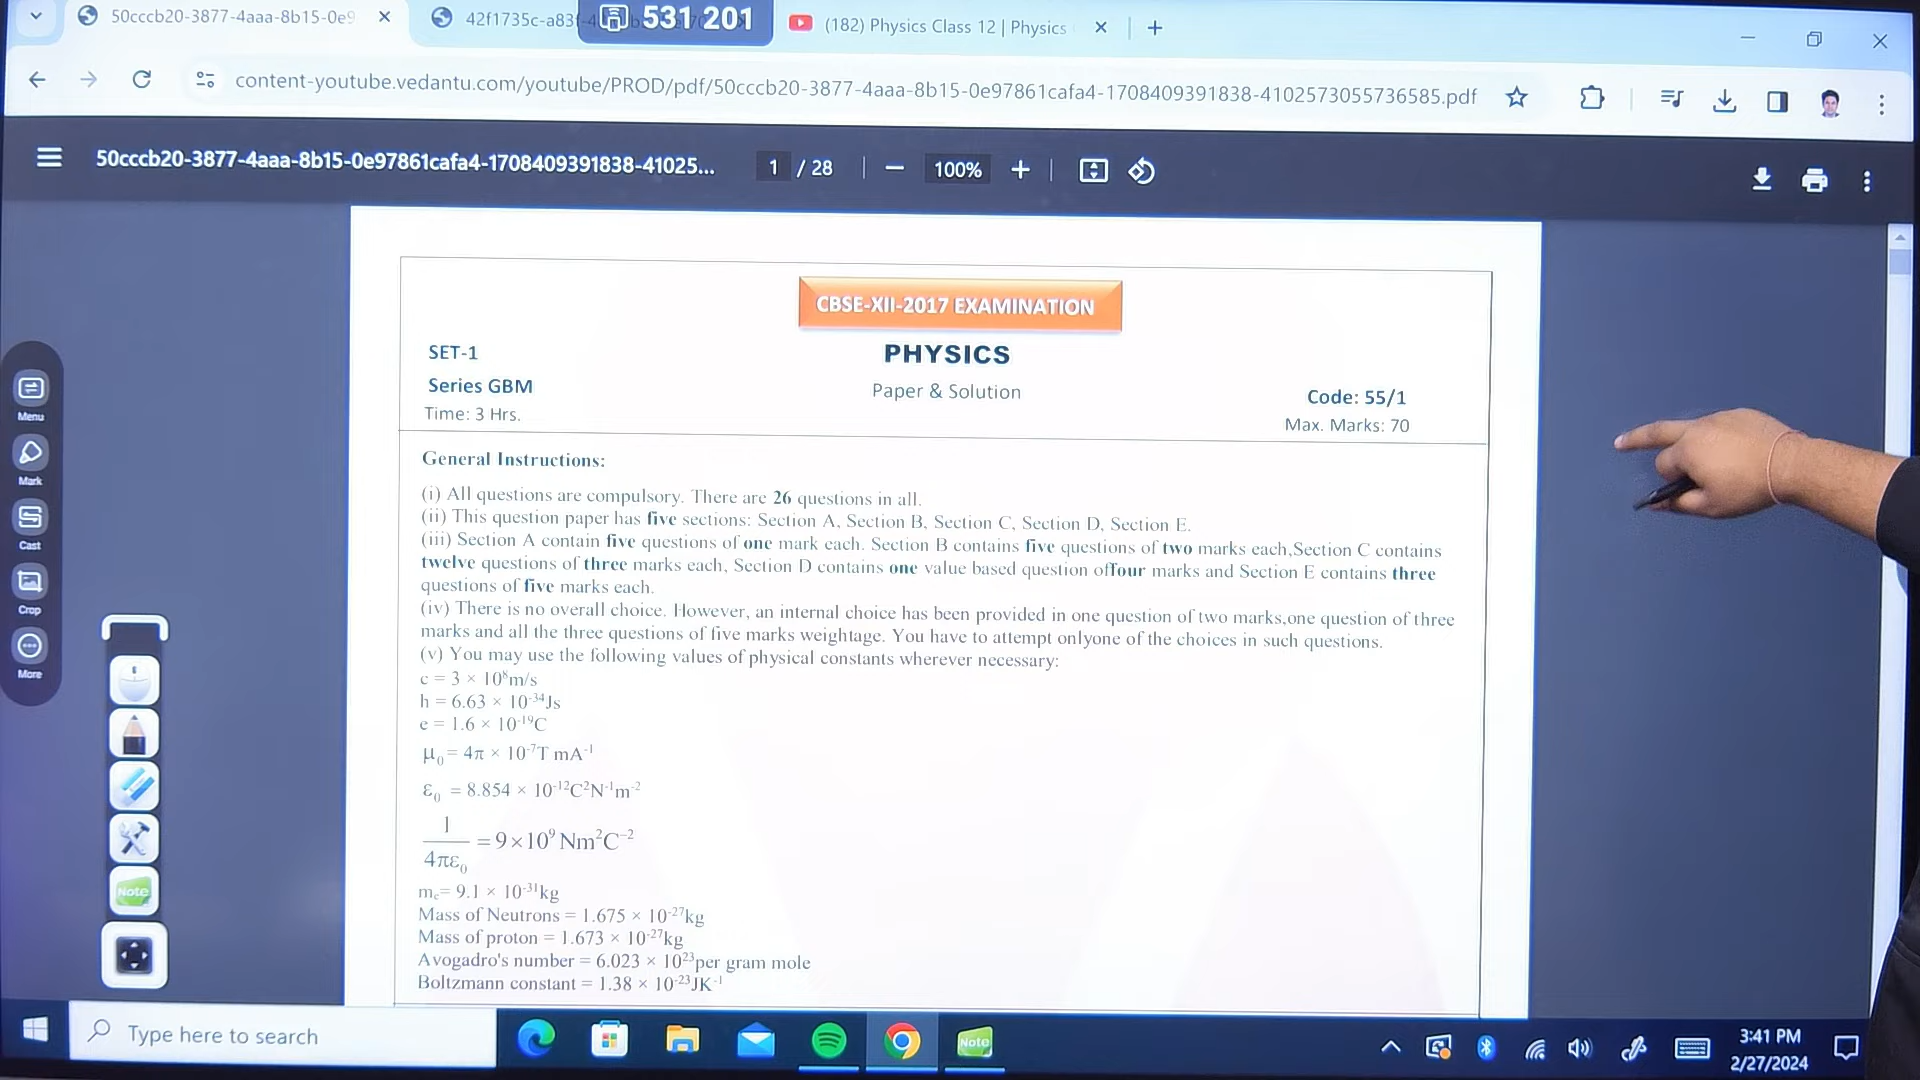 50cccb20-3877-4aaa-8b15-0e9
42f1735c-a83f-4
531 201
(182) Physics Class 12 | Physics
content-youtube.vedantu.com/youtube/PROD/pdf/50cccb20-3877-4aaa-8b15-0e97861cafa4-1708409391838-4102573055736585.pdf
50cccb20-3877-4aaa-8b15-0e97861cafa4-1708409391838-41025...
1 / 28
100%
CBSE-XII-2017 EXAMINATION
SET-1
PHYSICS
Series GBM
Paper & Solution
Code: 55/1
Time: 3 Hrs.
Max. Marks: 70
General Instructions:
(i) All questions are compulsory. There are 26 questions in all.
(ii) This question paper has five sections: Section A, Section B, Section C, Section D, Section E.
(iii) Section A contain five questions of one mark each. Section B contains five questions of two marks each,Section C contains
twelve questions of three marks each, Section D contains one value based question offour marks and Section E contains three
questions of five marks each.
(iv) There is no overall choice. However, an internal choice has been provided in one question of two marks,one question of three
marks and all the three questions of five marks weightage. You have to attempt onlyone of the choices in such questions.
(v) You may use the following values of physical constants wherever necessary:
c = 3 × 10⁸m/s
h = 6.63 × 10⁻³⁴Js
e = 1.6 × 10⁻¹⁹C
μ₀ = 4π × 10⁻⁷T mA⁻¹
ε₀ = 8.854 × 10⁻¹²C²N⁻¹m⁻²
1/4πε₀ = 9×10⁹ Nm²C⁻²
mₑ= 9.1 × 10⁻³¹kg
Mass of Neutrons = 1.675 × 10⁻²⁷kg
Mass of proton = 1.673 × 10⁻²⁷kg
Avogadro's number = 6.023 × 10²³per gram mole
Boltzmann constant = 1.38 × 10⁻²³JK⁻¹
Menu
Mark
Cast
Crop
More
Note
Type here to search
Note
3:41 PM
2/27/2024